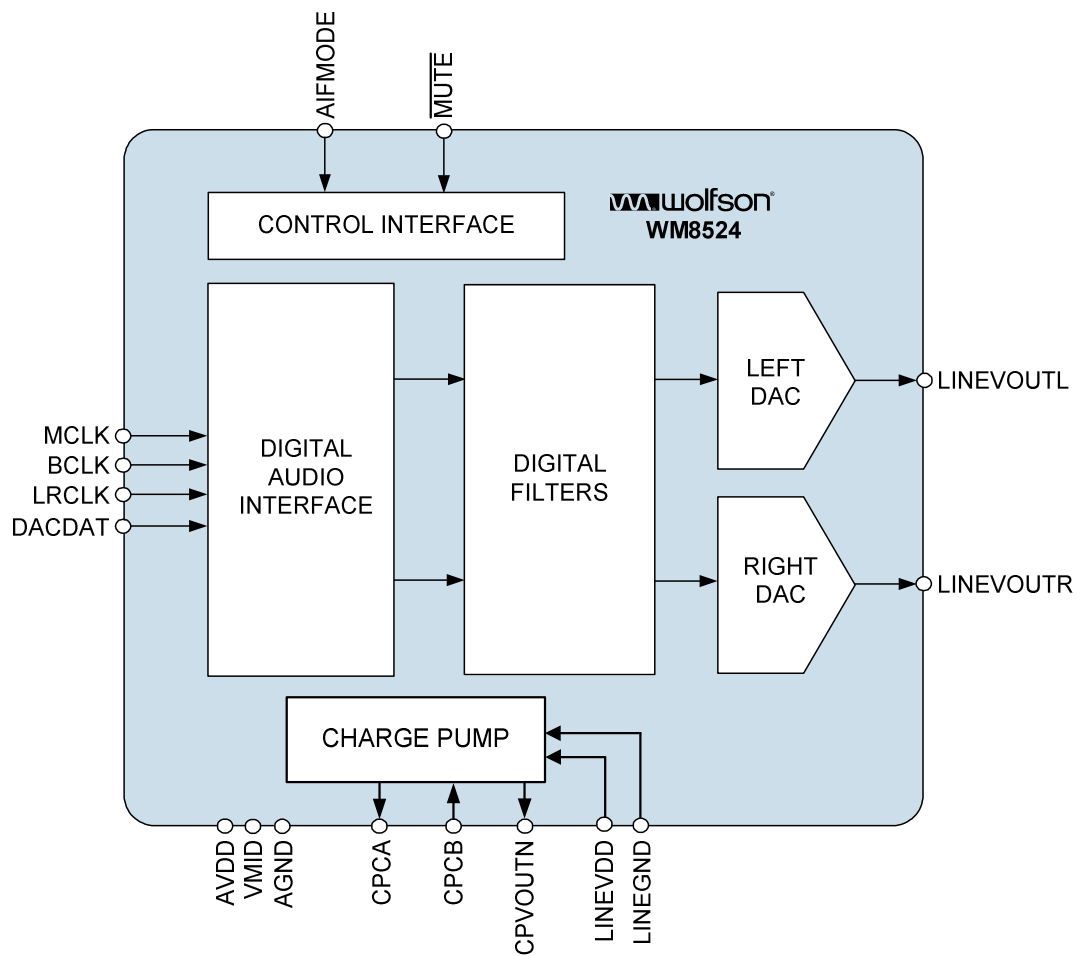 AIFMODE
MUTE
CONTROL INTERFACE
wolfson®
WM8524
LEFT
DAC
LINEVOUTL
MCLK
BCLK
LRCLK
DACDAT
DIGITAL
AUDIO
INTERFACE
DIGITAL
FILTERS
RIGHT
DAC
LINEVOUTR
CHARGE PUMP
AVDD
VMID
AGND
CPCA
CPCB
CPVOUTN
LINEVDD
LINEGND